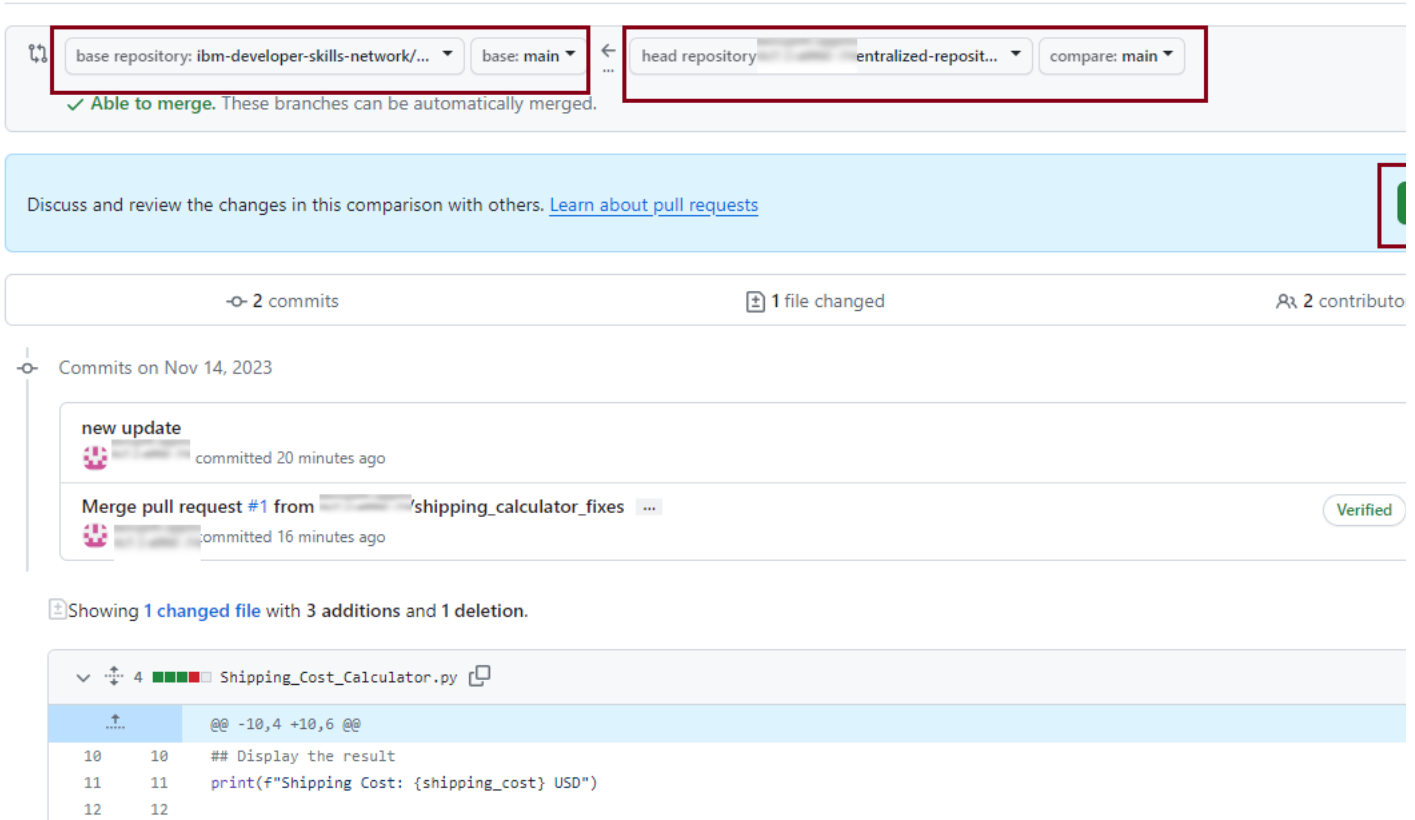 base repository: ibm-developer-skills-network/... base: main ... head repository entralized-reposit... compare: main
Able to merge. These branches can be automatically merged.
Discuss and review the changes in this comparison with others. Learn about pull requests
2 commits 1 file changed 2 contributo
Commits on Nov 14, 2023
new update
committed 20 minutes ago
Merge pull request #1 from /shipping_calculator_fixes ... Verified
committed 16 minutes ago
Showing 1 changed file with 3 additions and 1 deletion.
4 Shipping_Cost_Calculator.py
@@ -10,4 +10,6 @@
10 10 ## Display the result
11 11 print(f"Shipping Cost: {shipping_cost} USD")
12 12